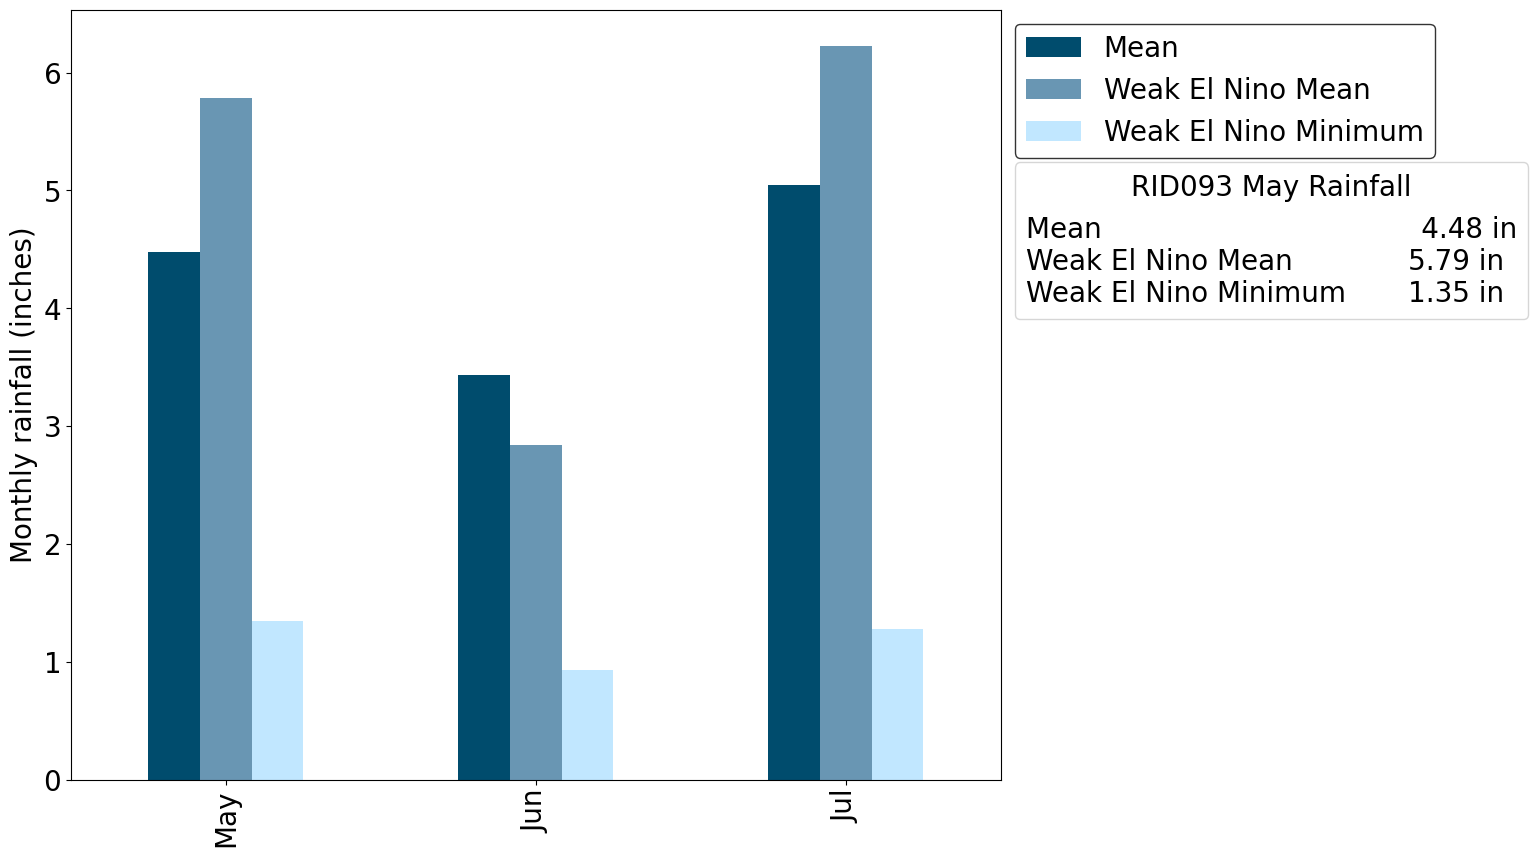 Monthly rainfall (inches)
6
5
4
3
2
1
0
May
Jun
Jul
Mean
Weak El Nino Mean
Weak El Nino Minimum
RID093 May Rainfall
Mean 4.48 in
Weak El Nino Mean 5.79 in
Weak El Nino Minimum 1.35 in